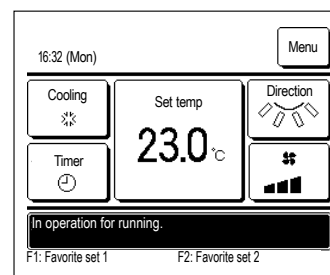 16:32 (Mon)
Menu
Cooling
Set temp
Direction
Timer
23.0 °C
In operation for running.
F1: Favorite set 1
F2: Favorite set 2